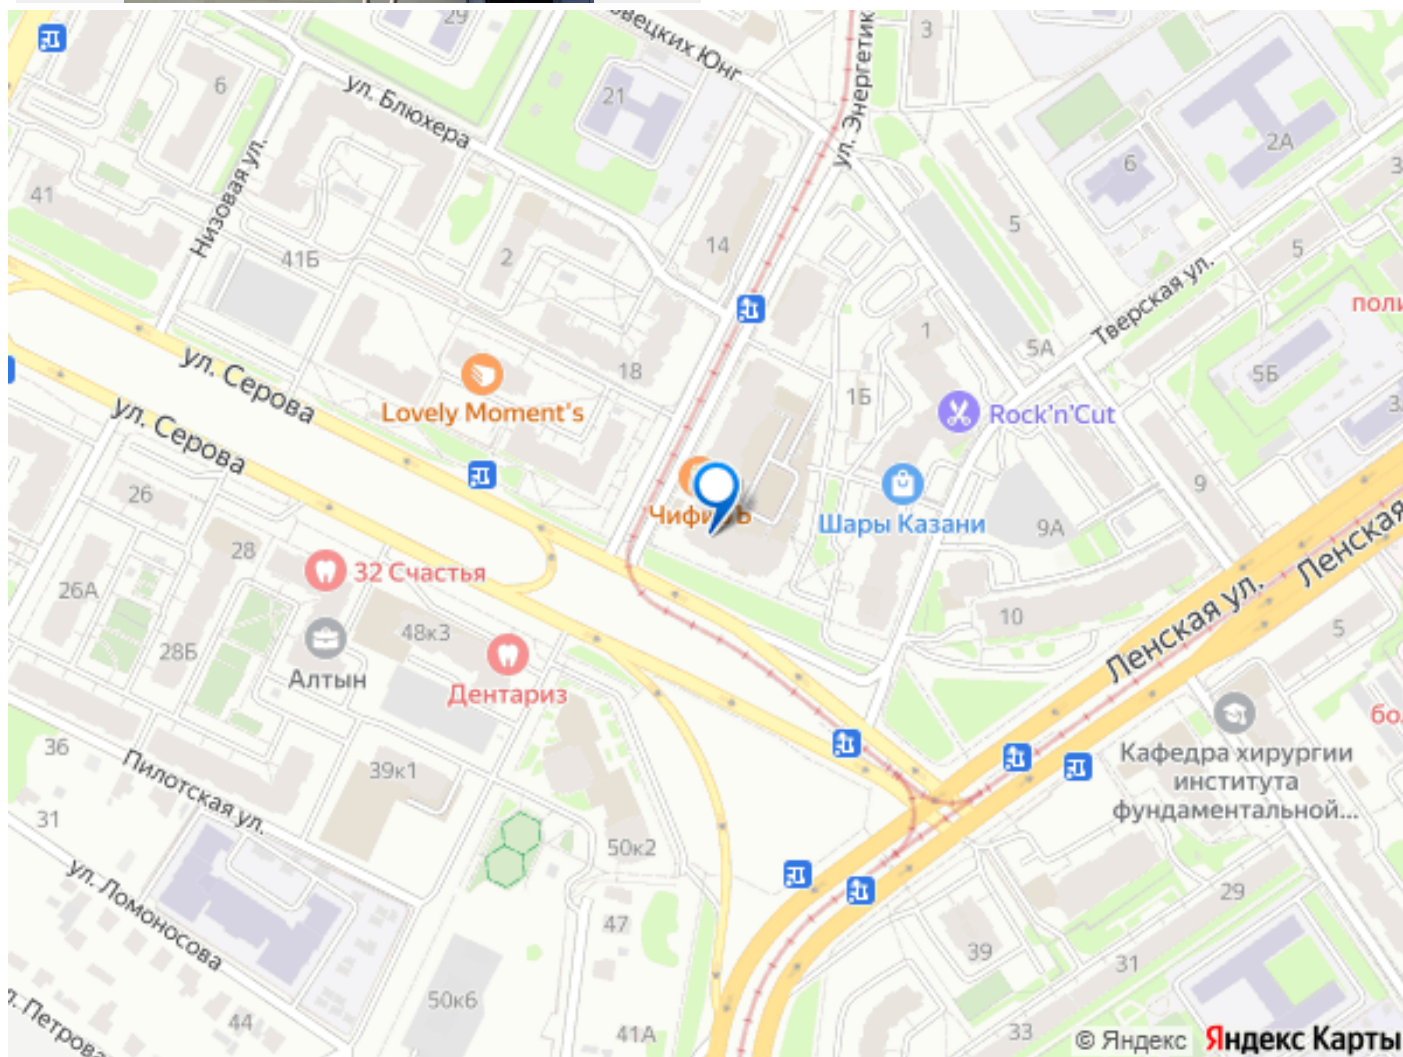 29
3
овецких Юнг
ул. Энергетик
6
ул. Блюхера
21
2А
6
41
Низовая ул.
41Б
2
14
5
5
Тверская ул.
поли
1
5А
18
5Б
1Б
ул. Серова
Lovely Moment's
Rock'n'Cut
ул. Серова
26
Чифи
Ь
Шары Казани
9
9А
28
32 Счастья
26А
Ленская
Ленская ул.
10
5
48к3
28Б
Алтын
Дентариз
36
Пилотская ул.
39к1
Кафедра хирургии
института
фундаментальной...
бо
31
50к2
ул. Ломоносова
29
47
39
31
50к6
л. Петрова
44
41А
33
© Яндекс Яндекс Карты